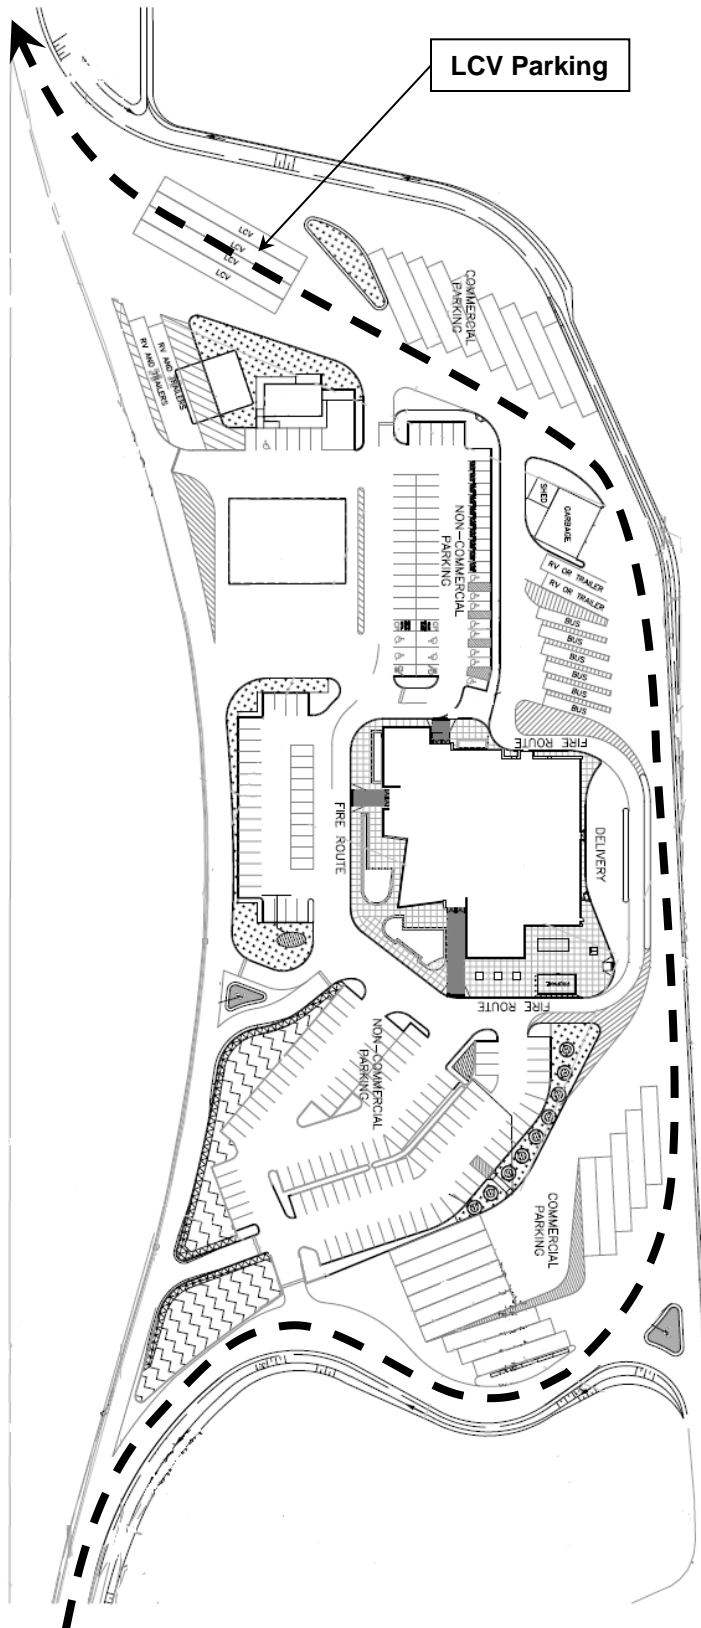 LCV Parking
LCV
LCV
LCV
LCV
COMMERCIAL
PARKING
RV AND TRAILERS
RV AND TRAILERS
SHED
GARBAGE
NON-COMMERCIAL
PARKING
RV OR TRAILER
RV OR TRAILER
BUS
BUS
BUS
BUS
BUS
BUS
FIRE ROUTE
FIRE ROUTE
DELIVERY
PROPANE
FIRE ROUTE
NON-COMMERCIAL
PARKING
COMMERCIAL
PARKING